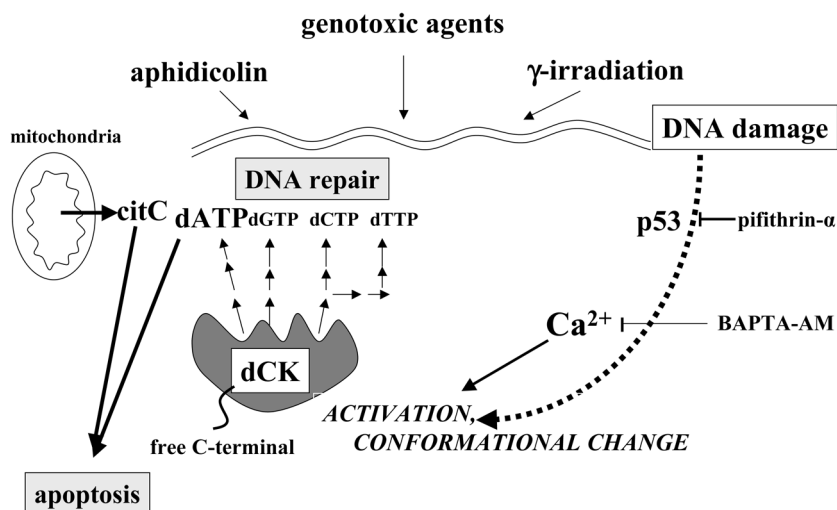 genotoxic agents
aphidicolin
γ-irradiation
mitochondria
DNA damage
DNA repair
citC
dATP
dGTP
dCTP
dTTP
p53
pifithrin-α
Ca²⁺
BAPTA-AM
dCK
ACTIVATION,
CONFORMATIONAL CHANGE
free C-terminal
apoptosis